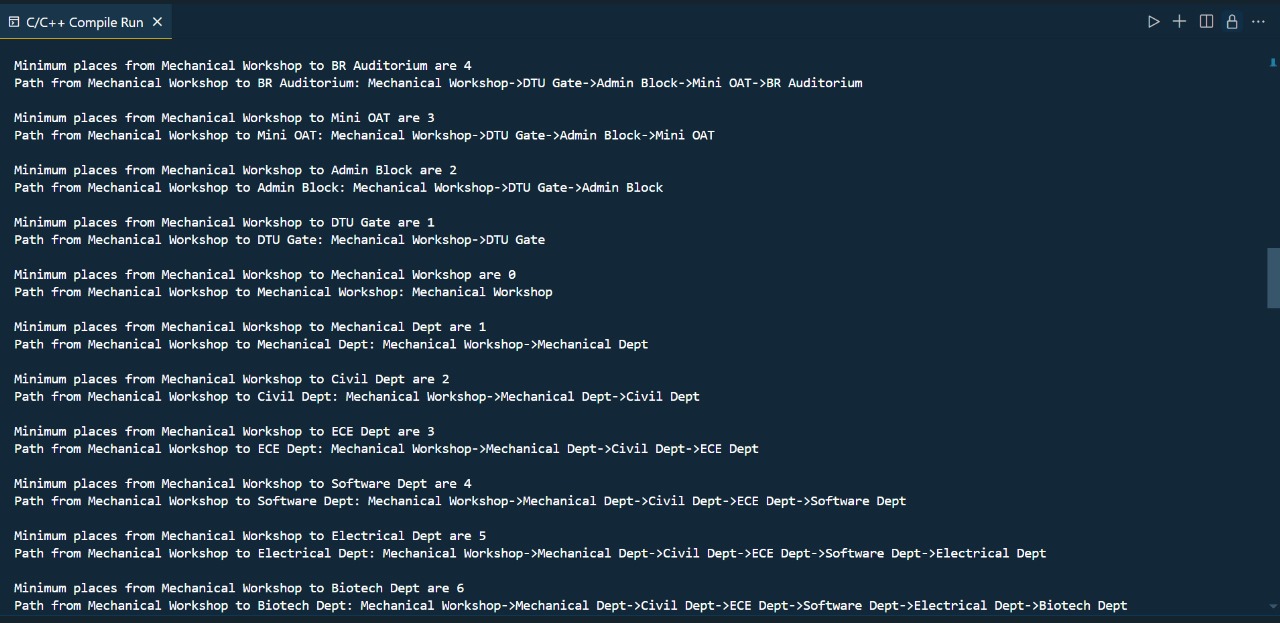 C/C++ Compile Run
Minimum places from Mechanical Workshop to BR Auditorium are 4
Path from Mechanical Workshop to BR Auditorium: Mechanical Workshop->DTU Gate->Admin Block->Mini OAT->BR Auditorium
Minimum places from Mechanical Workshop to Mini OAT are 3
Path from Mechanical Workshop to Mini OAT: Mechanical Workshop->DTU Gate->Admin Block->Mini OAT
Minimum places from Mechanical Workshop to Admin Block are 2
Path from Mechanical Workshop to Admin Block: Mechanical Workshop->DTU Gate->Admin Block
Minimum places from Mechanical Workshop to DTU Gate are 1
Path from Mechanical Workshop to DTU Gate: Mechanical Workshop->DTU Gate
Minimum places from Mechanical Workshop to Mechanical Workshop are 0
Path from Mechanical Workshop to Mechanical Workshop: Mechanical Workshop
Minimum places from Mechanical Workshop to Mechanical Dept are 1
Path from Mechanical Workshop to Mechanical Dept: Mechanical Workshop->Mechanical Dept
Minimum places from Mechanical Workshop to Civil Dept are 2
Path from Mechanical Workshop to Civil Dept: Mechanical Workshop->Mechanical Dept->Civil Dept
Minimum places from Mechanical Workshop to ECE Dept are 3
Path from Mechanical Workshop to ECE Dept: Mechanical Workshop->Mechanical Dept->Civil Dept->ECE Dept
Minimum places from Mechanical Workshop to Software Dept are 4
Path from Mechanical Workshop to Software Dept: Mechanical Workshop->Mechanical Dept->Civil Dept->ECE Dept->Software Dept
Minimum places from Mechanical Workshop to Electrical Dept are 5
Path from Mechanical Workshop to Electrical Dept: Mechanical Workshop->Mechanical Dept->Civil Dept->ECE Dept->Software Dept->Electrical Dept
Minimum places from Mechanical Workshop to Biotech Dept are 6
Path from Mechanical Workshop to Biotech Dept: Mechanical Workshop->Mechanical Dept->Civil Dept->ECE Dept->Software Dept->Electrical Dept->Biotech Dept